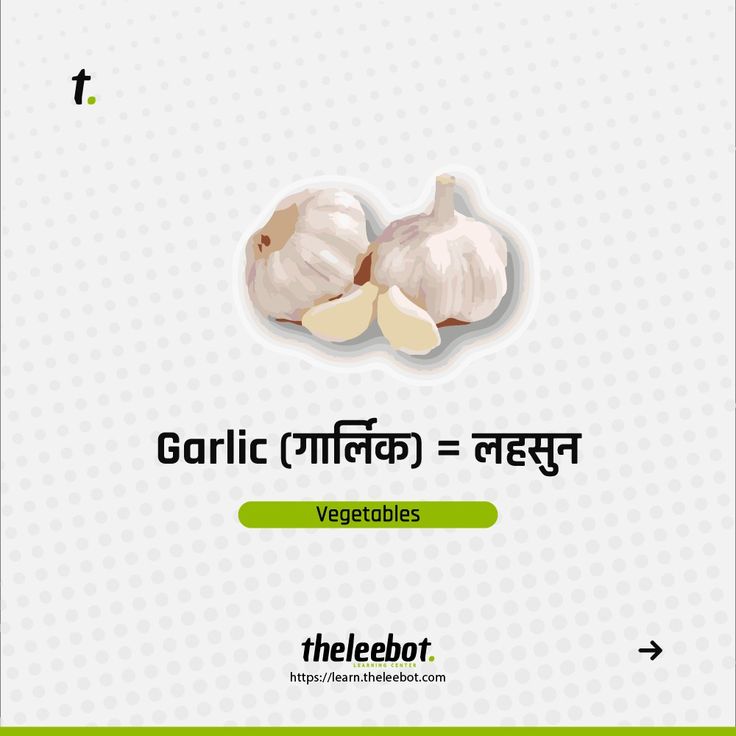 t.
Garlic (गार्लिक) = लहसुन
Vegetables
theleebot.
LEARNING CENTER
https://learn.theleebot.com